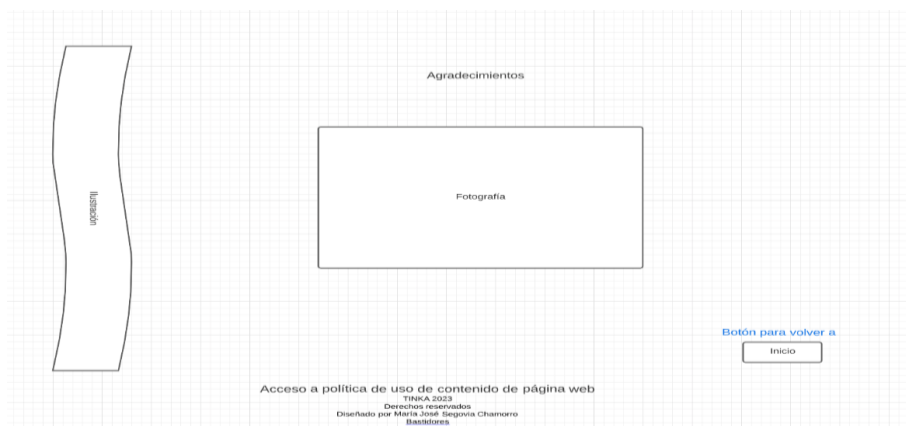 Agradecimientos
Ilustración
Fotografía
Botón para volver a
Inicio
Acceso a política de uso de contenido de página web
TINKA 2023
Derechos reservados
Diseñado por María José Segovia Chamorro
Bastidores